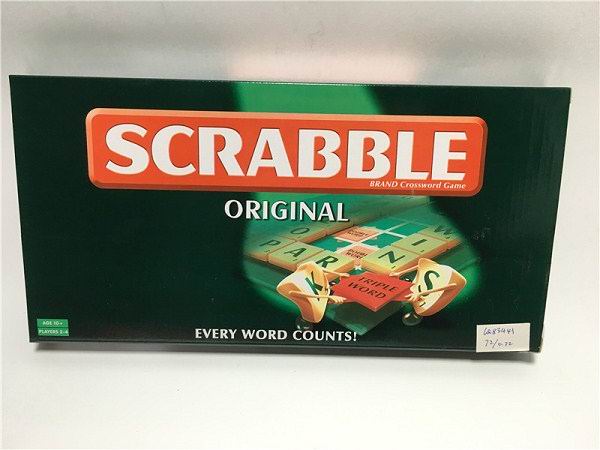 SCRABBLE
BRAND Crossword Game
ORIGINAL
W
O I
P A R K I N S
TRIPLE
WORD
AGE 10+
PLAYERS 2-4
EVERY WORD COUNTS!